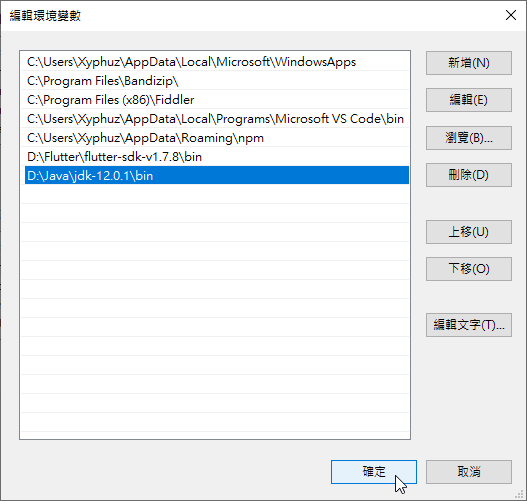 編輯環境變數
C:\Users\Xyphuz\AppData\Local\Microsoft\WindowsApps
C:\Program Files\Bandizip\
C:\Program Files (x86)\Fiddler
C:\Users\Xyphuz\AppData\Local\Programs\Microsoft VS Code\bin
C:\Users\Xyphuz\AppData\Roaming\npm
D:\Flutter\flutter-sdk-v1.7.8\bin
D:\Java\jdk-12.0.1\bin
新增(N)
編輯(E)
瀏覽(B)...
刪除(D)
上移(U)
下移(O)
編輯文字(T)...
確定
取消